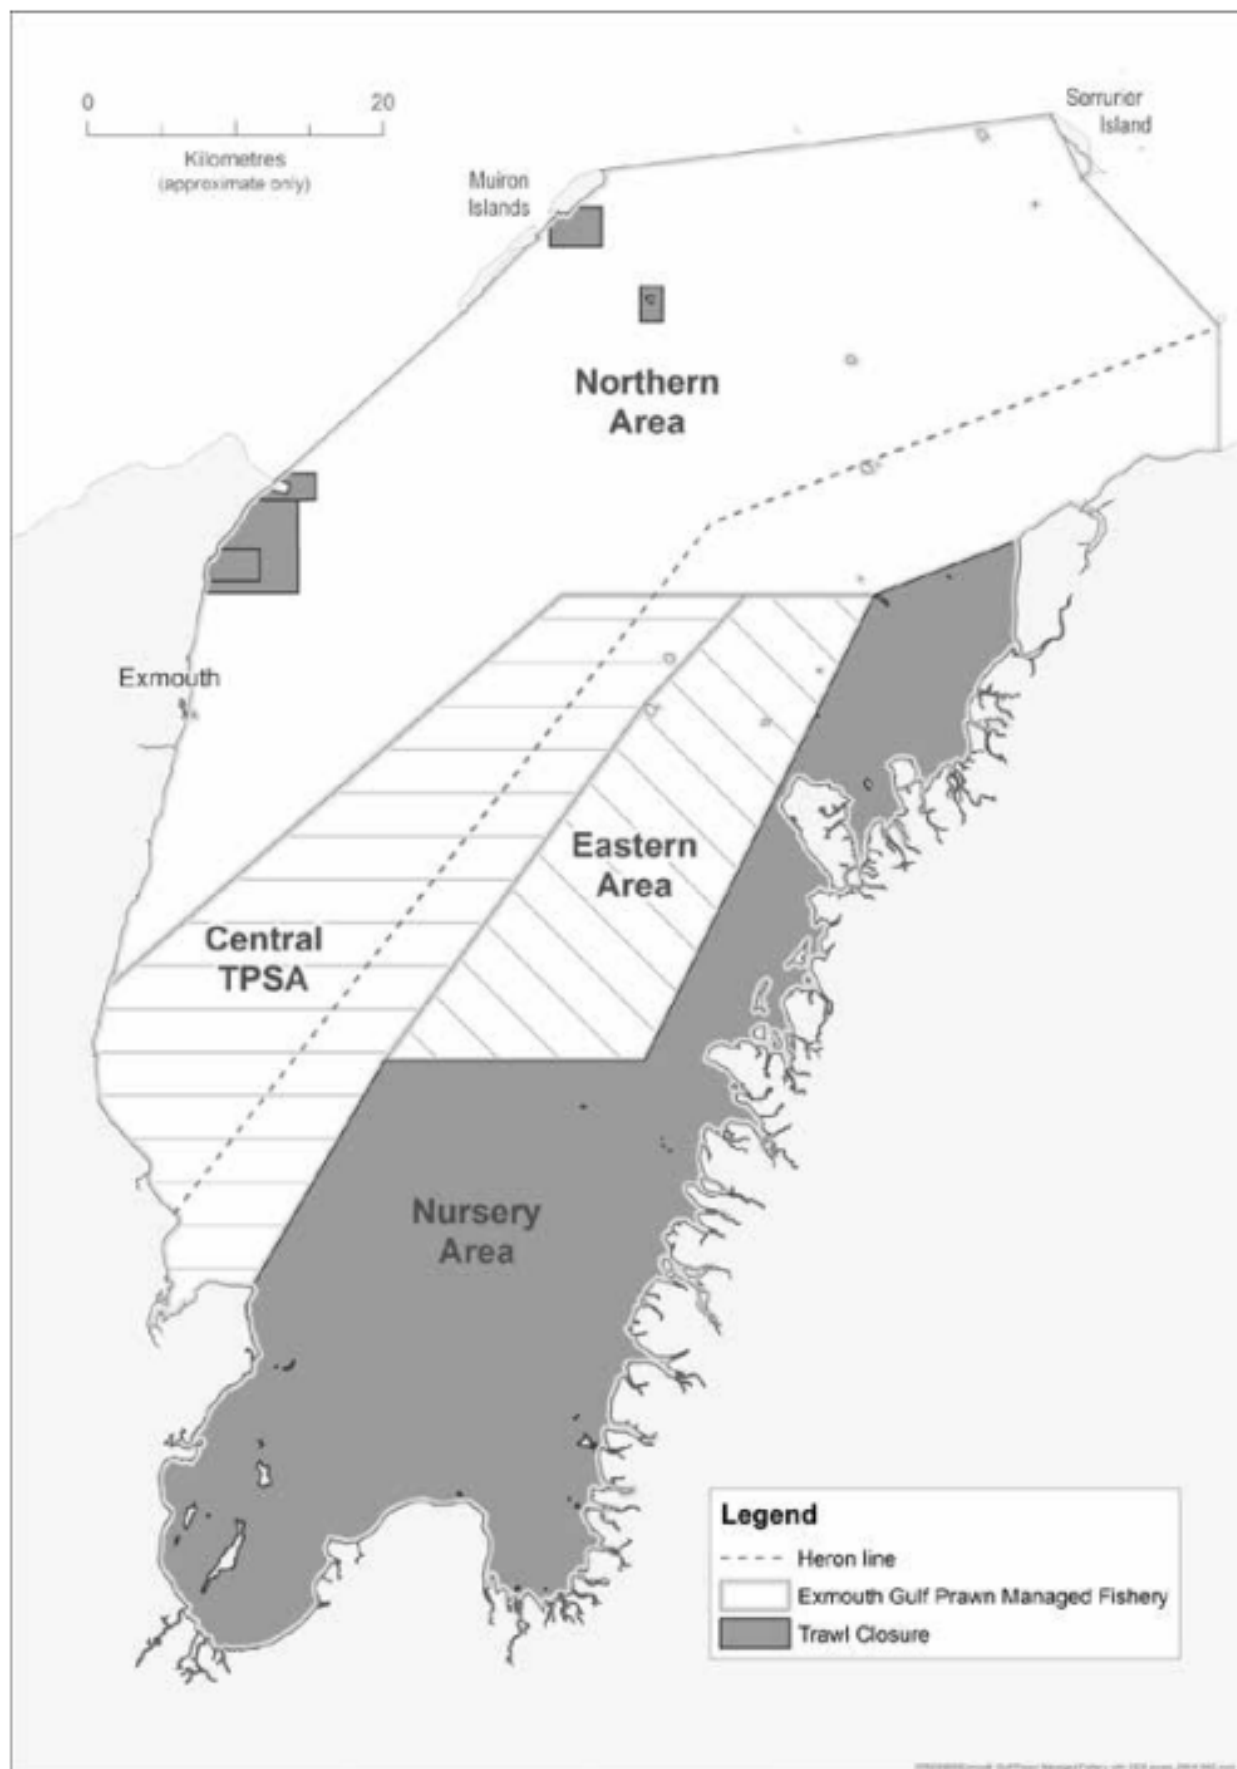 0 20
Kilometres
(approximate only)
Serrurier
Island
Muiron
Islands
Northern
Area
Exmouth
Eastern
Area
Central
TPSA
Nursery
Area
Legend
Heron line
Exmouth Gulf Prawn Managed Fishery
Trawl Closure